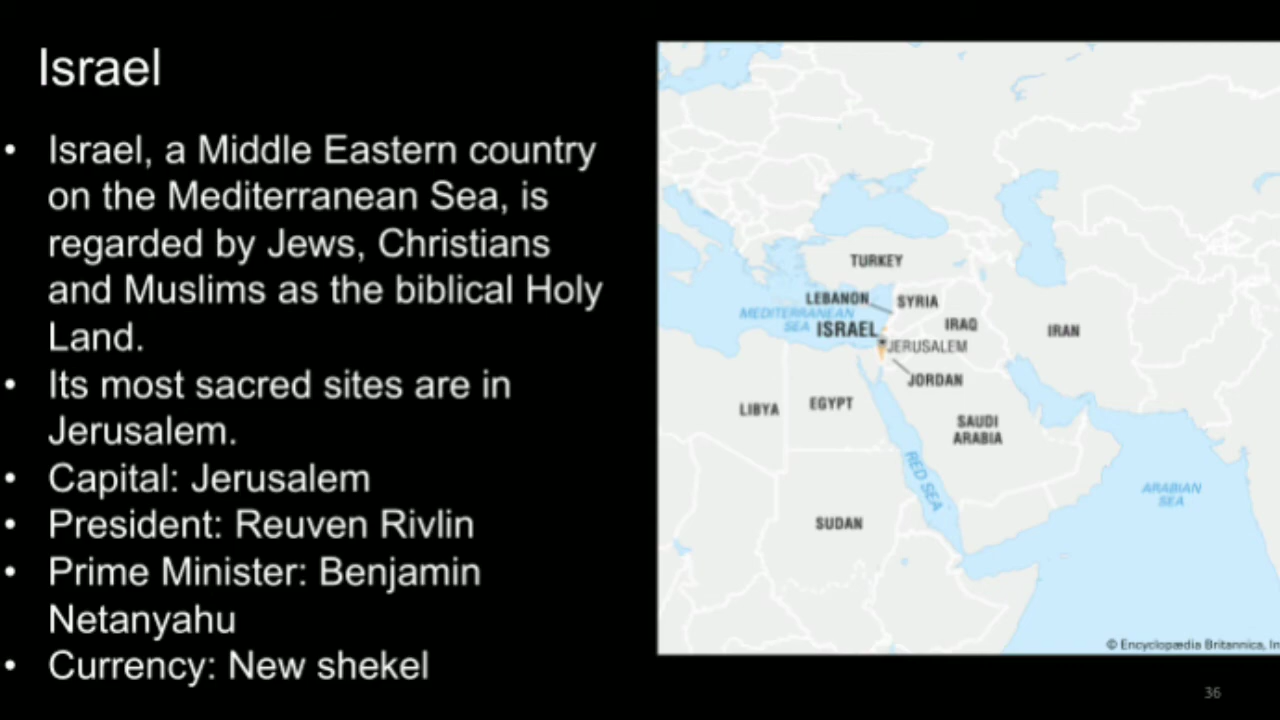 Israel
• Israel, a Middle Eastern country
on the Mediterranean Sea, is
regarded by Jews, Christians
and Muslims as the biblical Holy
Land.
• Its most sacred sites are in
Jerusalem.
• Capital: Jerusalem
• President: Reuven Rivlin
• Prime Minister: Benjamin
Netanyahu
• Currency: New shekel
TURKEY
LEBANON
SYRIA
MEDITERRANEAN
SEA
ISRAEL
IRAQ
IRAN
JERUSALEM
JORDAN
LIBYA
EGYPT
SAUDI
ARABIA
RED SEA
ARABIAN
SEA
SUDAN
© Encyclopædia Britannica, In
36